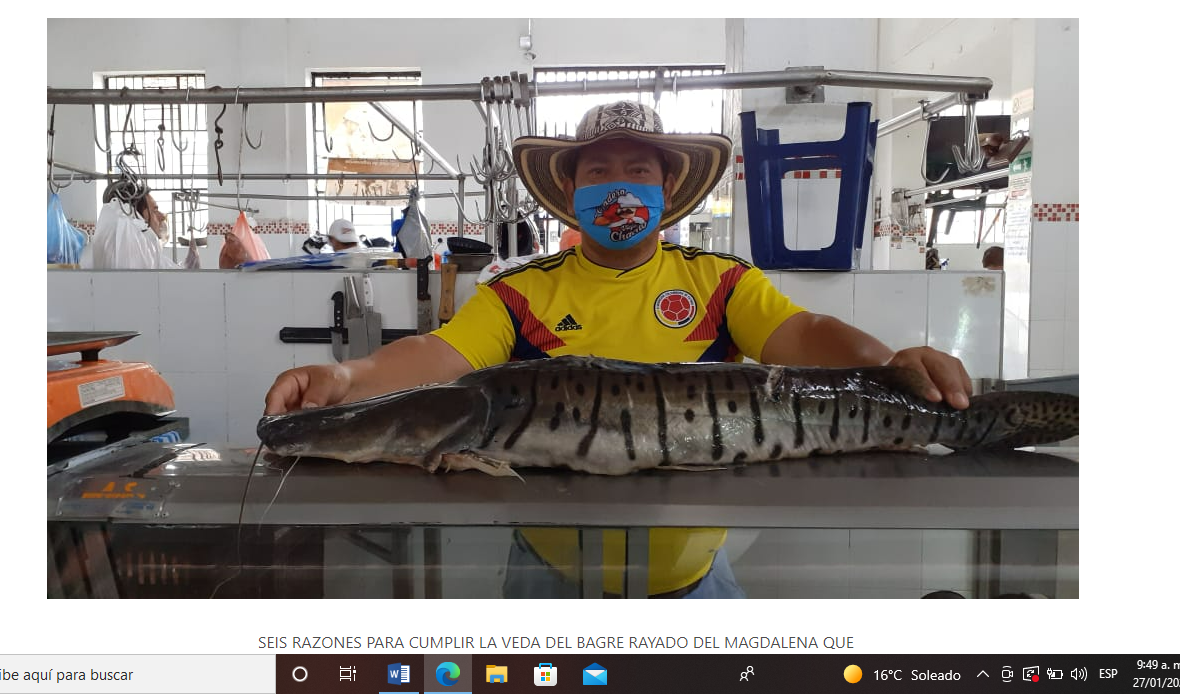 adidas
SEIS RAZONES PARA CUMPLIR LA VEDA DEL BAGRE RAYADO DEL MAGDALENA QUE
ibe aquí para buscar
16°C Soleado
ESP
9:49 a. m
27/01/20